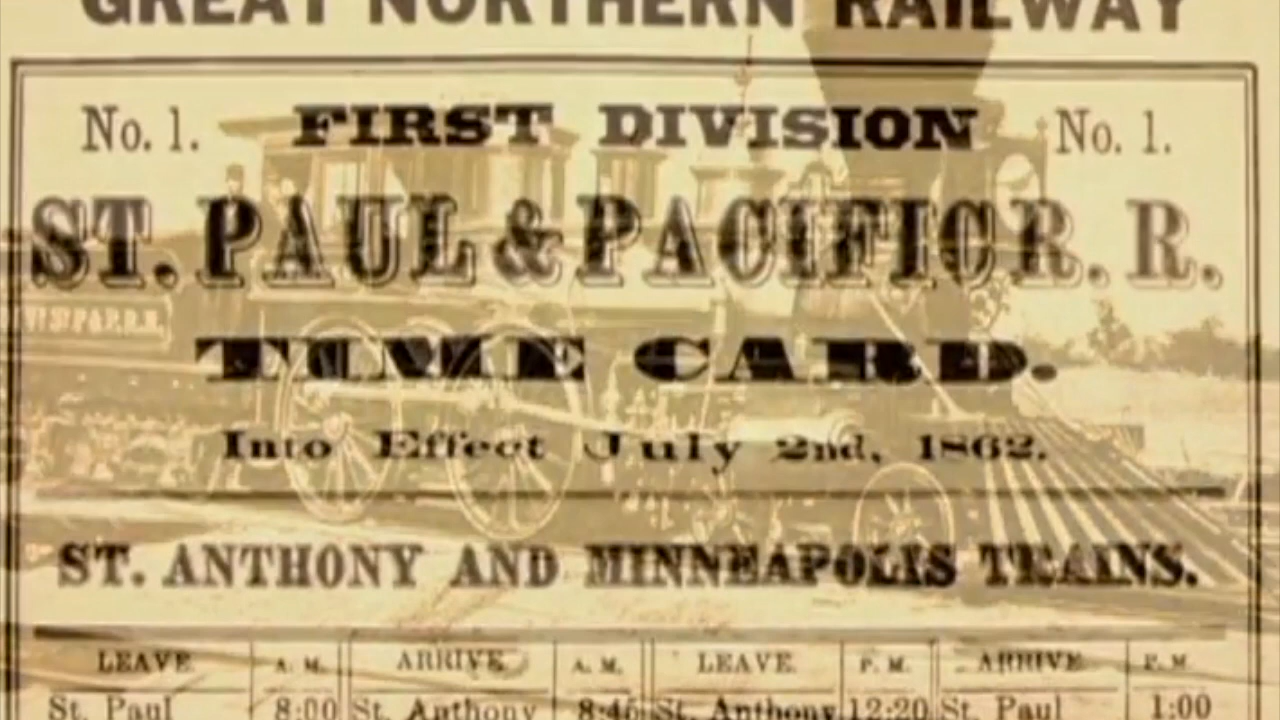 GREAT NORTHERN RAILWAY
No. 1. FIRST DIVISION No. 1.
ST. PAUL & PACIFIC R. R.
TIME CARD.
Into Effect July 2nd, 1862.
ST. ANTHONY AND MINNEAPOLIS TRAINS.
LEAVE A. M. ARRIVE A. M. LEAVE. P. M. ARRIVE P. M.
St. Paul 8:00 St. Anthony 8:45 St. Anthony 12:20 St. Paul 1:00